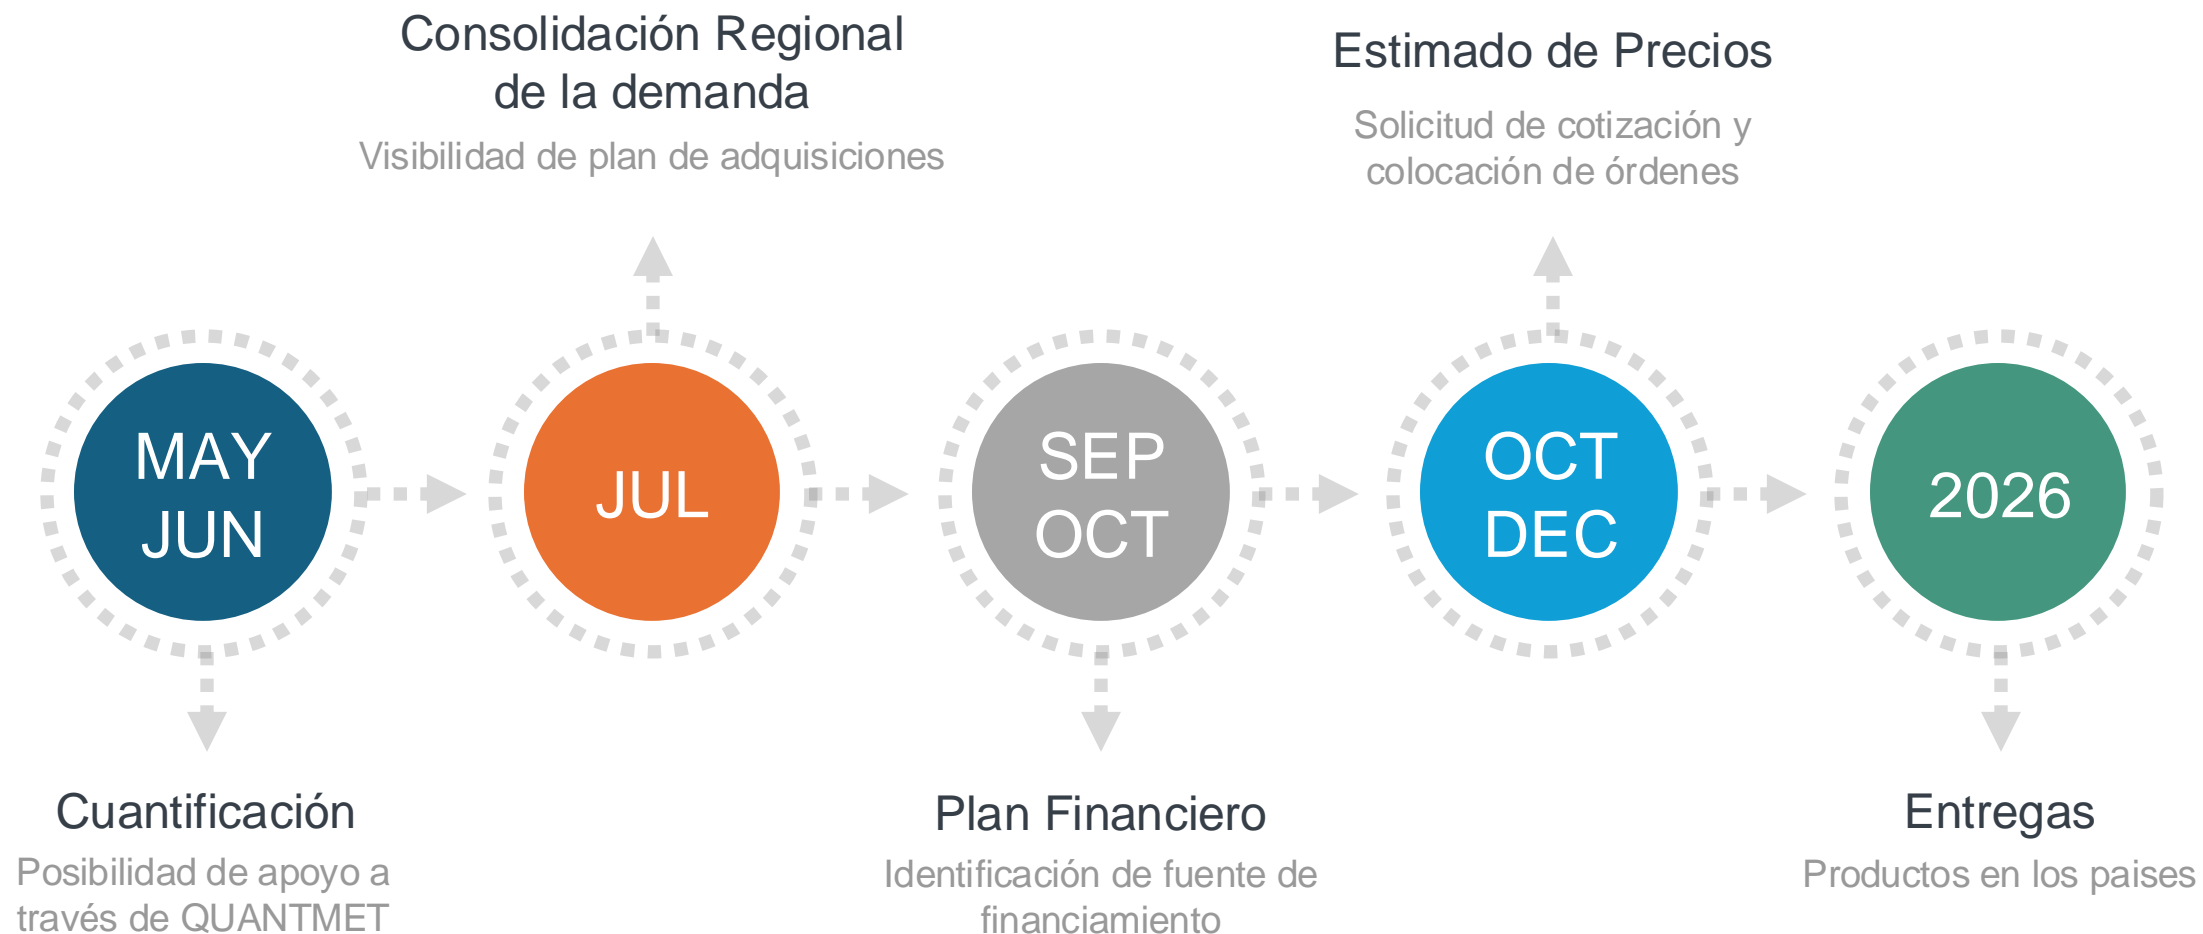 Consolidación Regional
de la demanda
Visibilidad de plan de adquisiciones
Estimado de Precios
Solicitud de cotización y
colocación de órdenes
MAY
JUN
JUL
SEP
OCT
OCT
DEC
2026
Cuantificación
Posibilidad de apoyo a
través de QUANTMET
Plan Financiero
Identificación de fuente de
financiamiento
Entregas
Productos en los paises